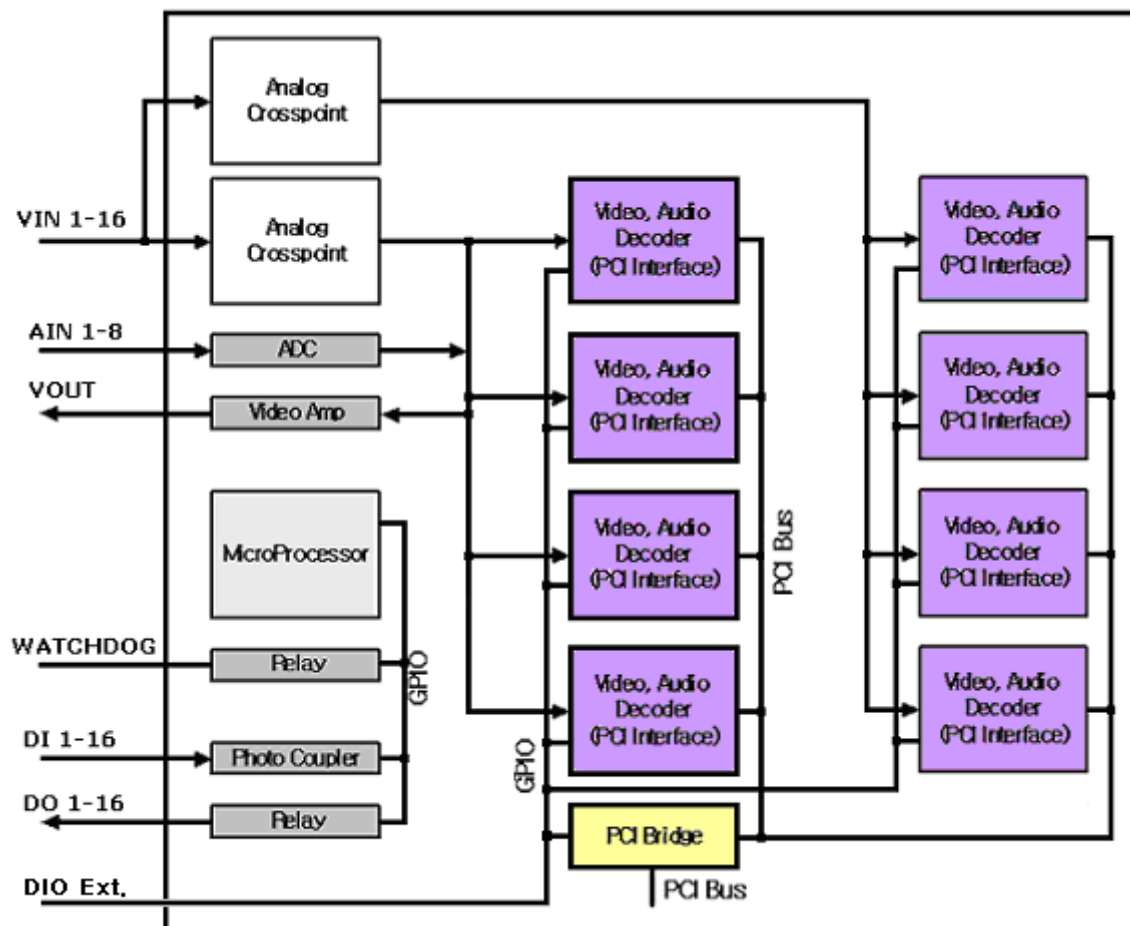 Analog
Crosspoint
VIN 1-16
Analog
Crosspoint
Video, Audio
Decoder
(PCI Interface)
Video, Audio
Decoder
(PCI Interface)
AIN 1-8
ADC
VOUT
Video Amp
Video, Audio
Decoder
(PCI Interface)
Video, Audio
Decoder
(PCI Interface)
MicroProcessor
Video, Audio
Decoder
(PCI Interface)
PCI Bus
Video, Audio
Decoder
(PCI Interface)
WATCHDOG
Relay
GPIO
Video, Audio
Decoder
(PCI Interface)
Video, Audio
Decoder
(PCI Interface)
DI 1-16
Photo Coupler
GPIO
DO 1-16
Relay
PCI Bridge
DIO Ext.
PCI Bus